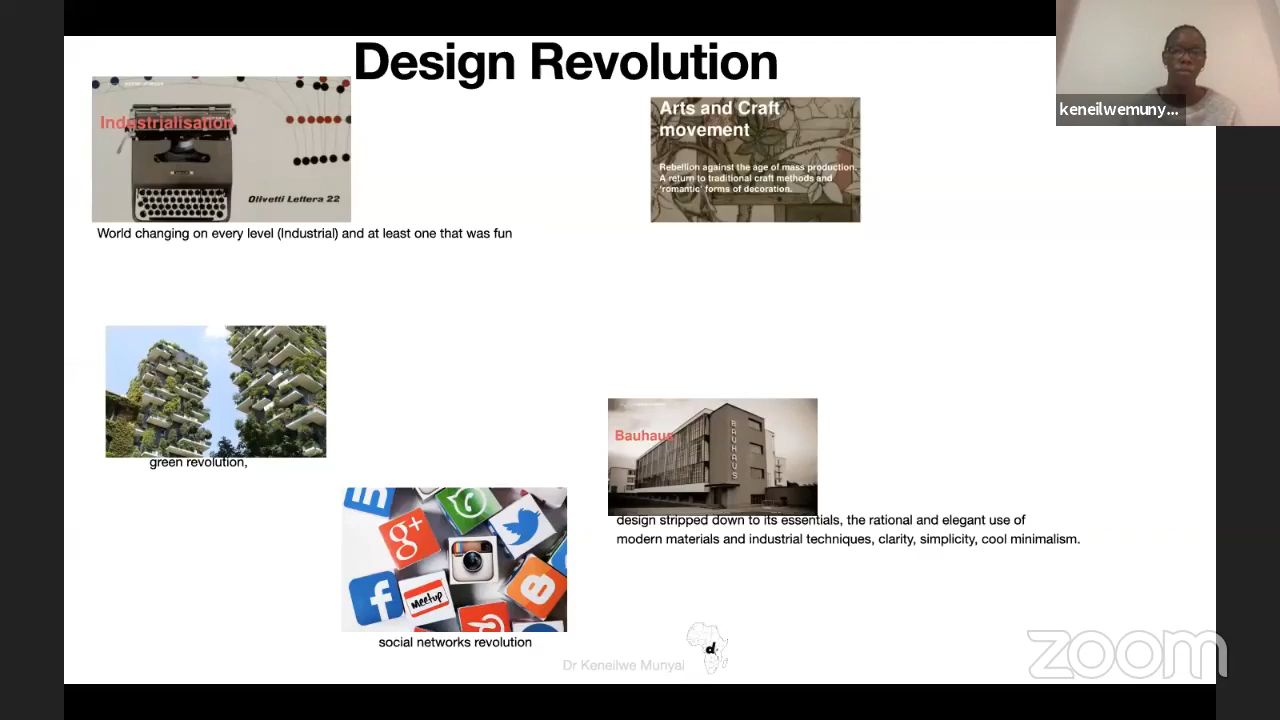 Design Revolution
keneilwemuny...
Industrialisation
Olivetti Lettera 22
World changing on every level (Industrial) and at least one that was fun
Arts and Craft
movement
Rebellion against the age of mass production.
A return to traditional craft methods and
‘romantic’ forms of decoration.
green revolution,
Bauhaus
BAUHAUS
design stripped down to its essentials, the rational and elegant use of
modern materials and industrial techniques, clarity, simplicity, cool minimalism.
g+
f
meetup
social networks revolution
d.
Dr Keneilwe Munyai
zoom